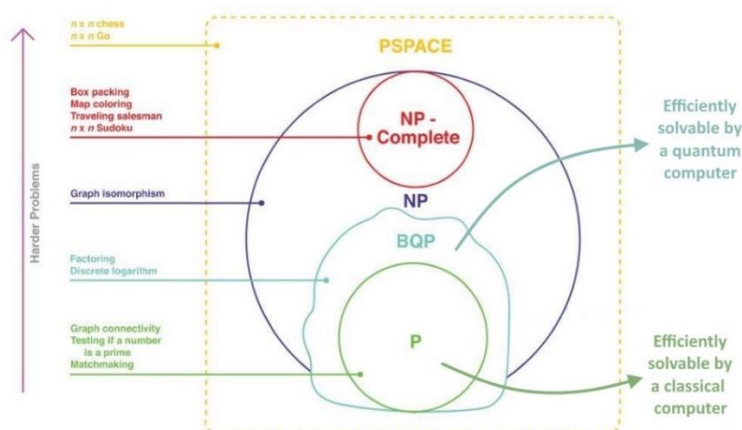 n x n chess
n x n Go
PSPACE
Box packing
Map coloring
Traveling salesman
n x n Sudoku
NP -
Complete
Efficiently
solvable by
a quantum
computer
Graph isomorphism
NP
BQP
Harder Problems
Factoring
Discrete logarithm
Graph connectivity
Testing if a number
is a prime
Matchmaking
P
Efficiently
solvable by
a classical
computer